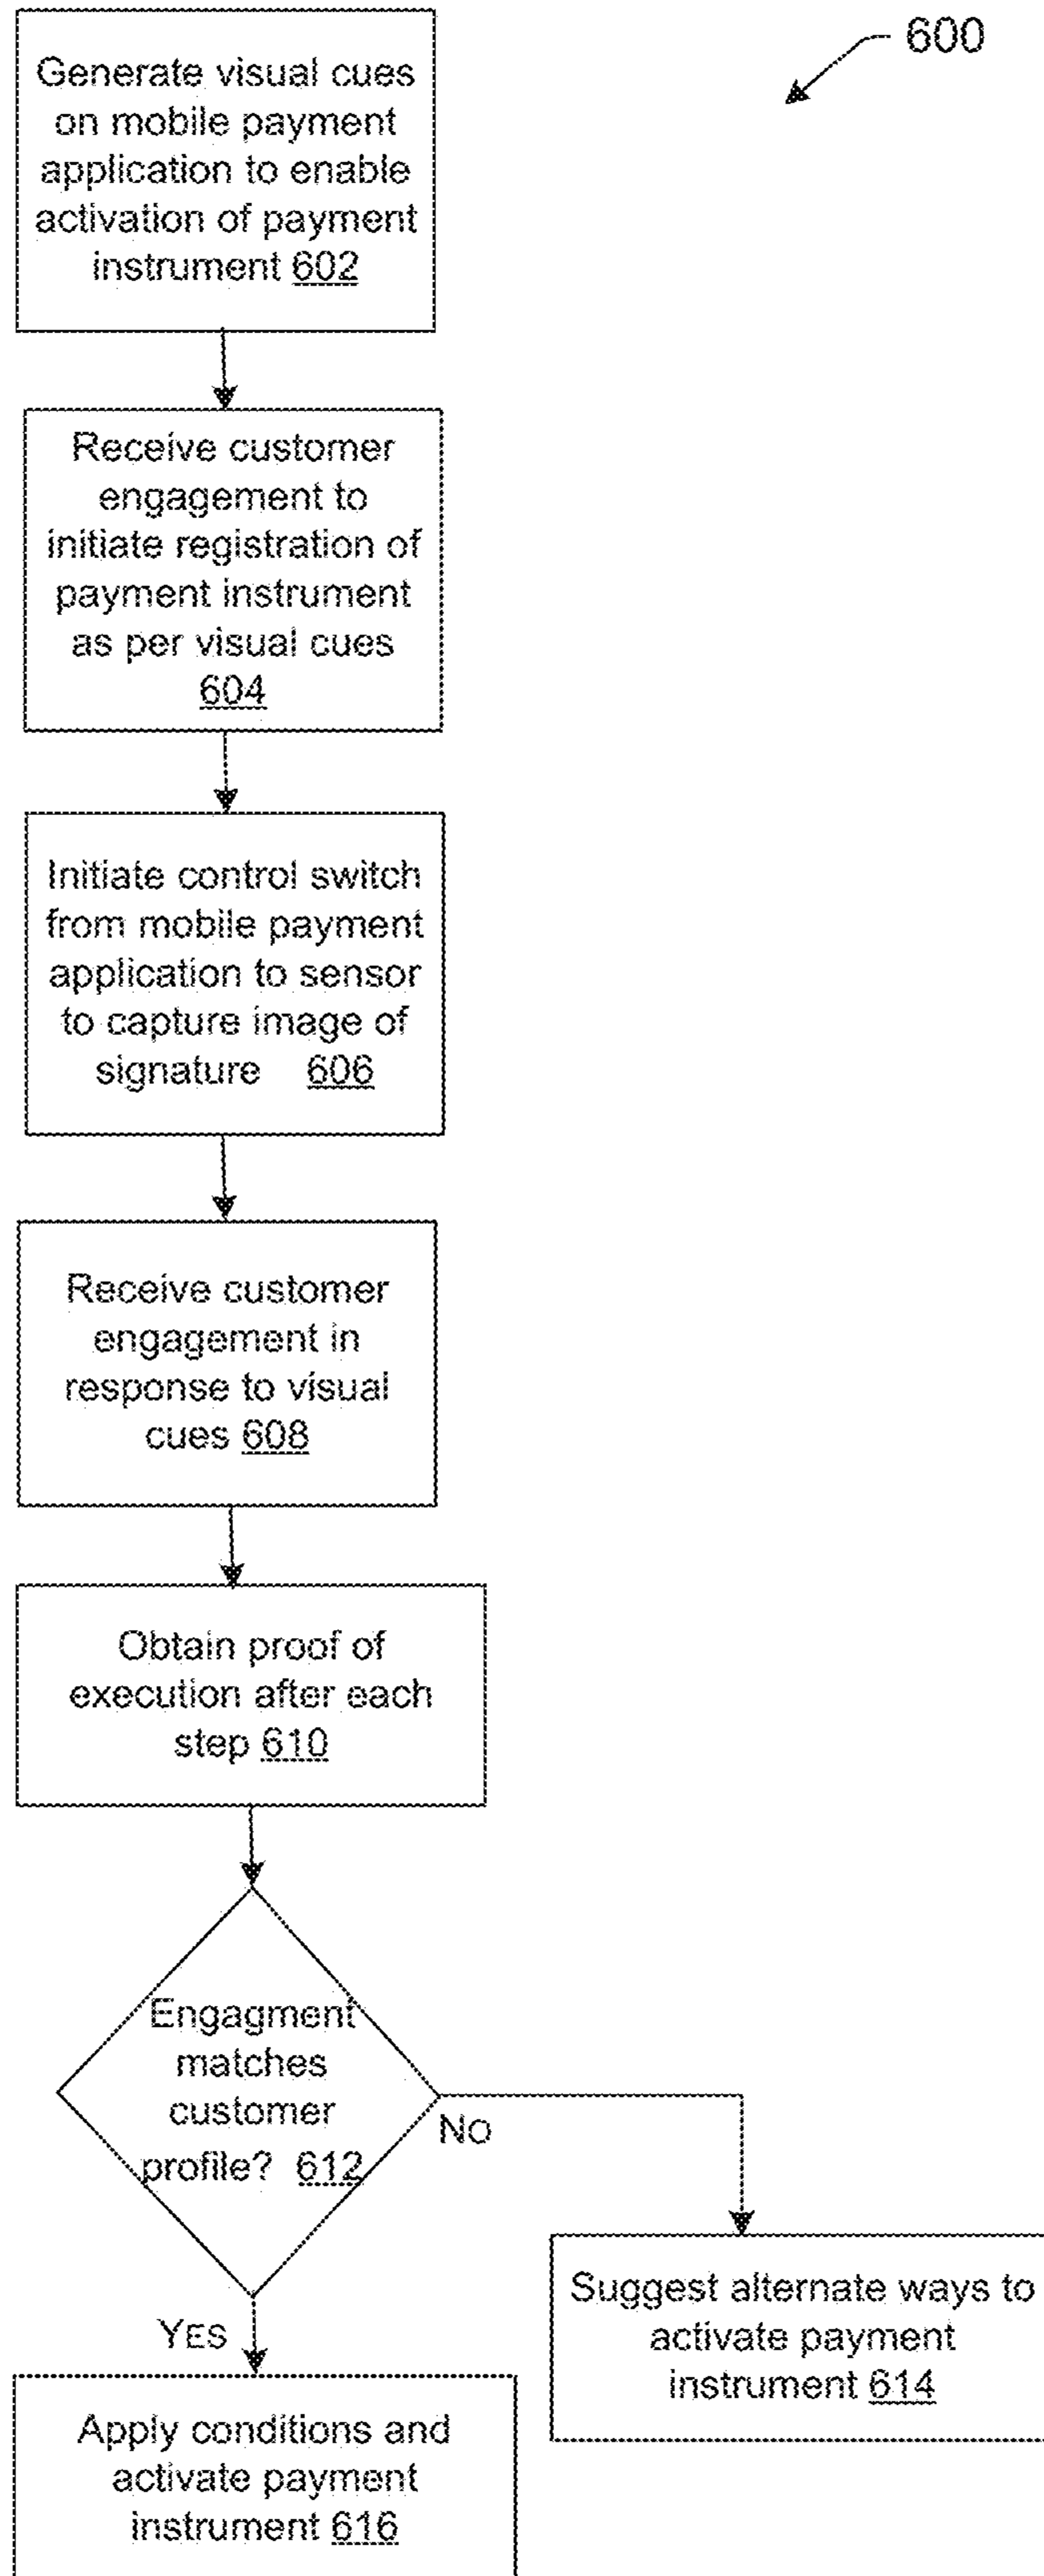 600
Generate visual cues
on mobile payment
application to enable
activation of payment
instrument 602
Receive customer
engagement to
initiate registration of
payment instrument
as per visual cues
604
Initiate control switch
from mobile payment
application to sensor
to capture image of
signature 606
Receive customer
engagement in
response to visual
cues 608
Obtain proof of
execution after each
step 610
Engagment
matches
customer
profile? 612
NO
YES
Suggest alternate ways to
activate payment
instrument 614
Apply conditions and
activate payment
instrument 616